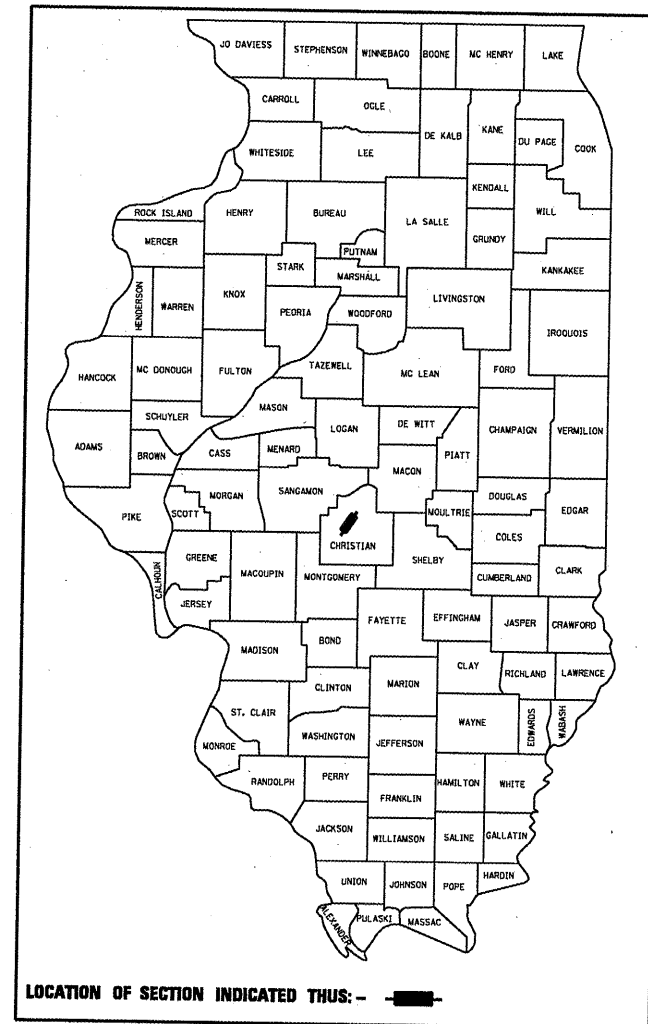 JO DAVIESS STEPHENSON WINNEBAGO BOONE MC HENRY LAKE
CARROLL OGLE
DE KALB KANE DU PAGE COOK
WHITESIDE LEE
KENDALL WILL
ROCK ISLAND HENRY BUREAU LA SALLE
MERCER PUTNAM GRUNDY
STARK MARSHALL KANKAKEE
HENDERSON WARREN KNOX PEORIA WOODFORD LIVINGSTON IROQUOIS
HANCOCK MC DONOUGH FULTON TAZEWELL MC LEAN FORD
SCHUYLER MASON
ADAMS BROWN CASS MENARD LOGAN DE WITT CHAMPAIGN VERMILION
PIATT
MACON
PIKE SCOTT MORGAN SANGAMON MOULTRIE DOUGLAS EDGAR
CHRISTIAN COLES
GREENE SHELBY
CALHOUN MACOUPIN MONTGOMERY CUMBERLAND CLARK
JERSEY FAYETTE EFFINGHAM JASPER CRAWFORD
MADISON BOND
CLAY RICHLAND LAWRENCE
CLINTON MARION
ST. CLAIR WAYNE EDWARDS WABASH
MONROE WASHINGTON JEFFERSON
RANDOLPH PERRY HAMILTON WHITE
FRANKLIN
JACKSON WILLIAMSON SALINE GALLATIN
UNION JOHNSON POPE HARDIN
ALEXANDER PULASKI MASSAC
LOCATION OF SECTION INDICATED THUS:-